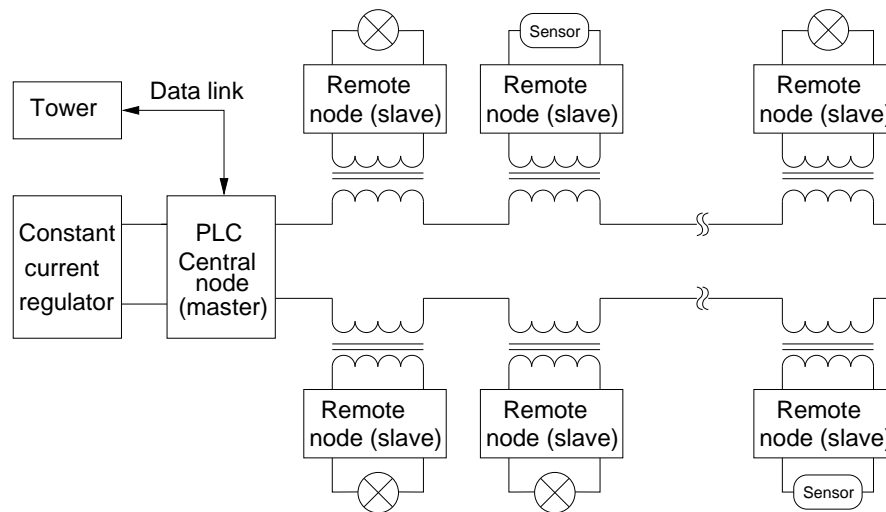 Sensor
Remote
node (slave)
Remote
node (slave)
Remote
node (slave)
Data link
Tower
Constant
current
regulator
PLC
Central
node
(master)
Remote
node (slave)
Remote
node (slave)
Remote
node (slave)
Sensor